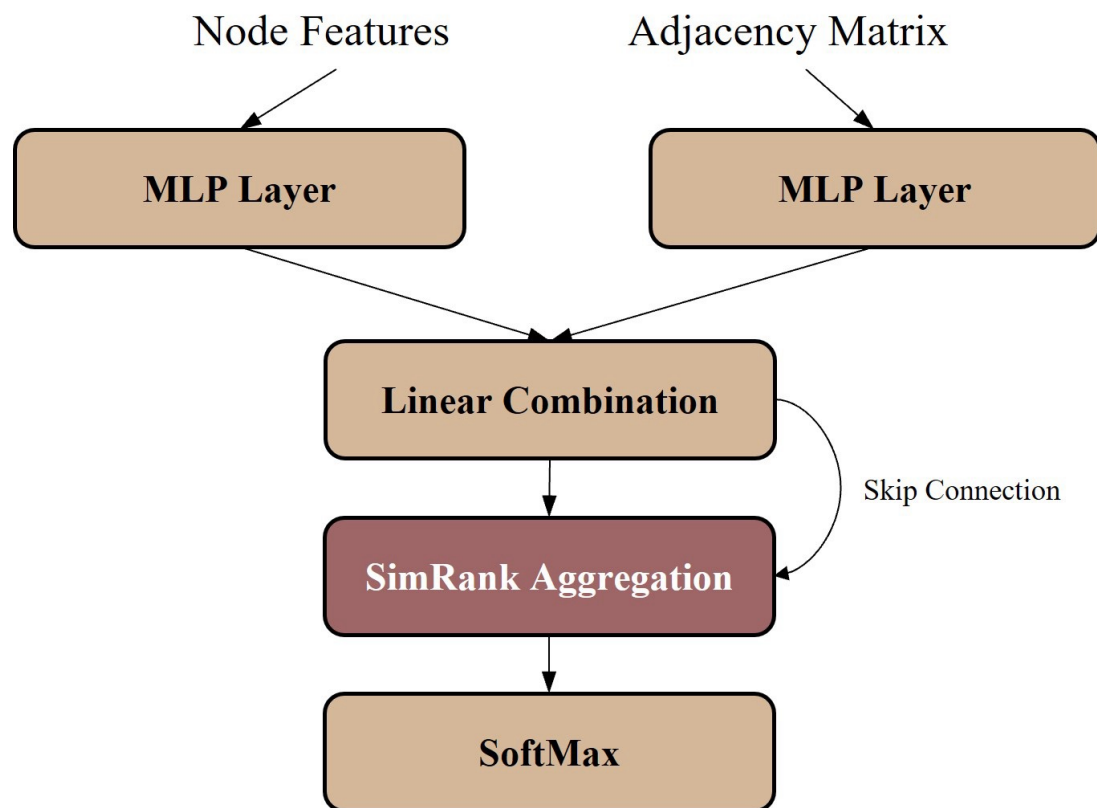 Node Features
Adjacency Matrix
MLP Layer
MLP Layer
Linear Combination
Skip Connection
SimRank Aggregation
SoftMax